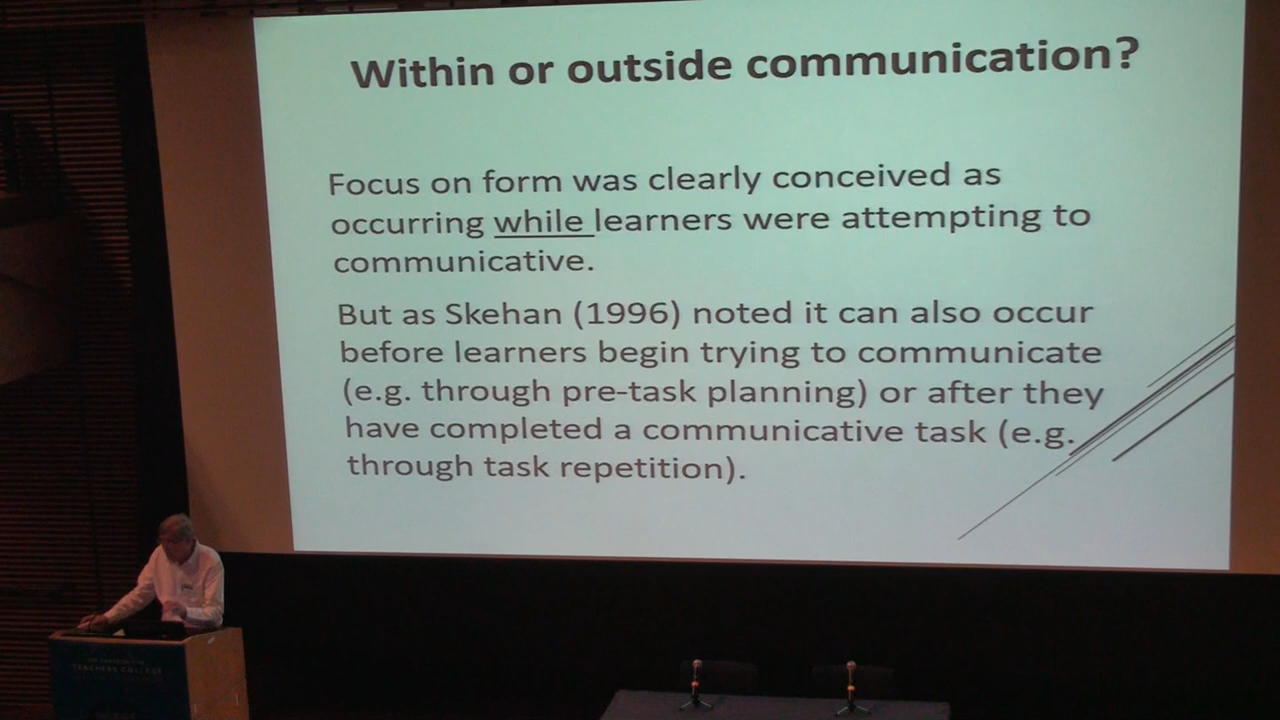 Within or outside communication?
Focus on form was clearly conceived as
occurring while learners were attempting to
communicative.
But as Skehan (1996) noted it can also occur
before learners begin trying to communicate
(e.g. through pre-task planning) or after they
have completed a communicative task (e.g.
through task repetition).
TEACHERS COLLEGE